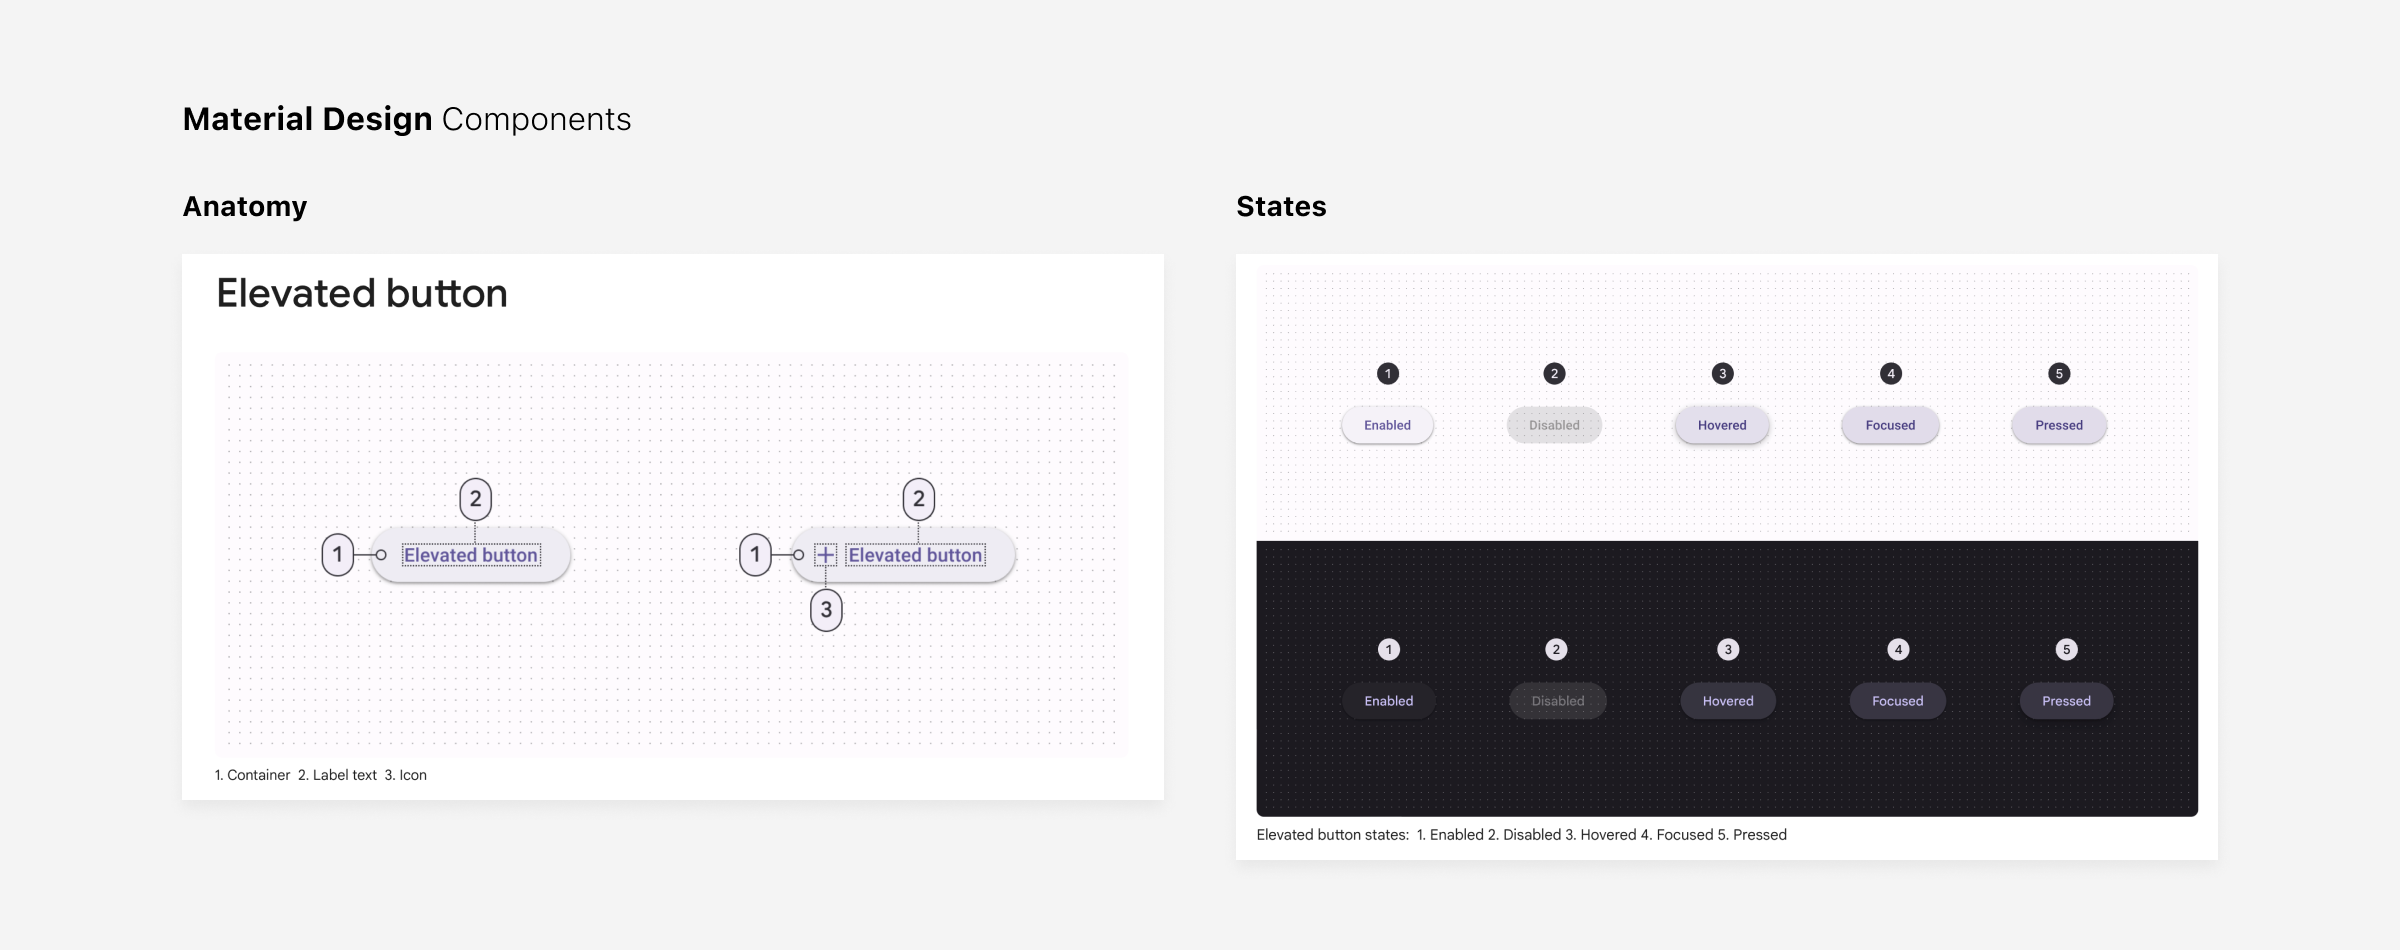 Material Design Components
Anatomy
Elevated button
2
1
Elevated button
2
1
+ Elevated button
3
1. Container 2. Label text 3. Icon
States
1 2 3 4 5
Enabled Disabled Hovered Focused Pressed
1 2 3 4 5
Enabled Disabled Hovered Focused Pressed
Elevated button states: 1. Enabled 2. Disabled 3. Hovered 4. Focused 5. Pressed